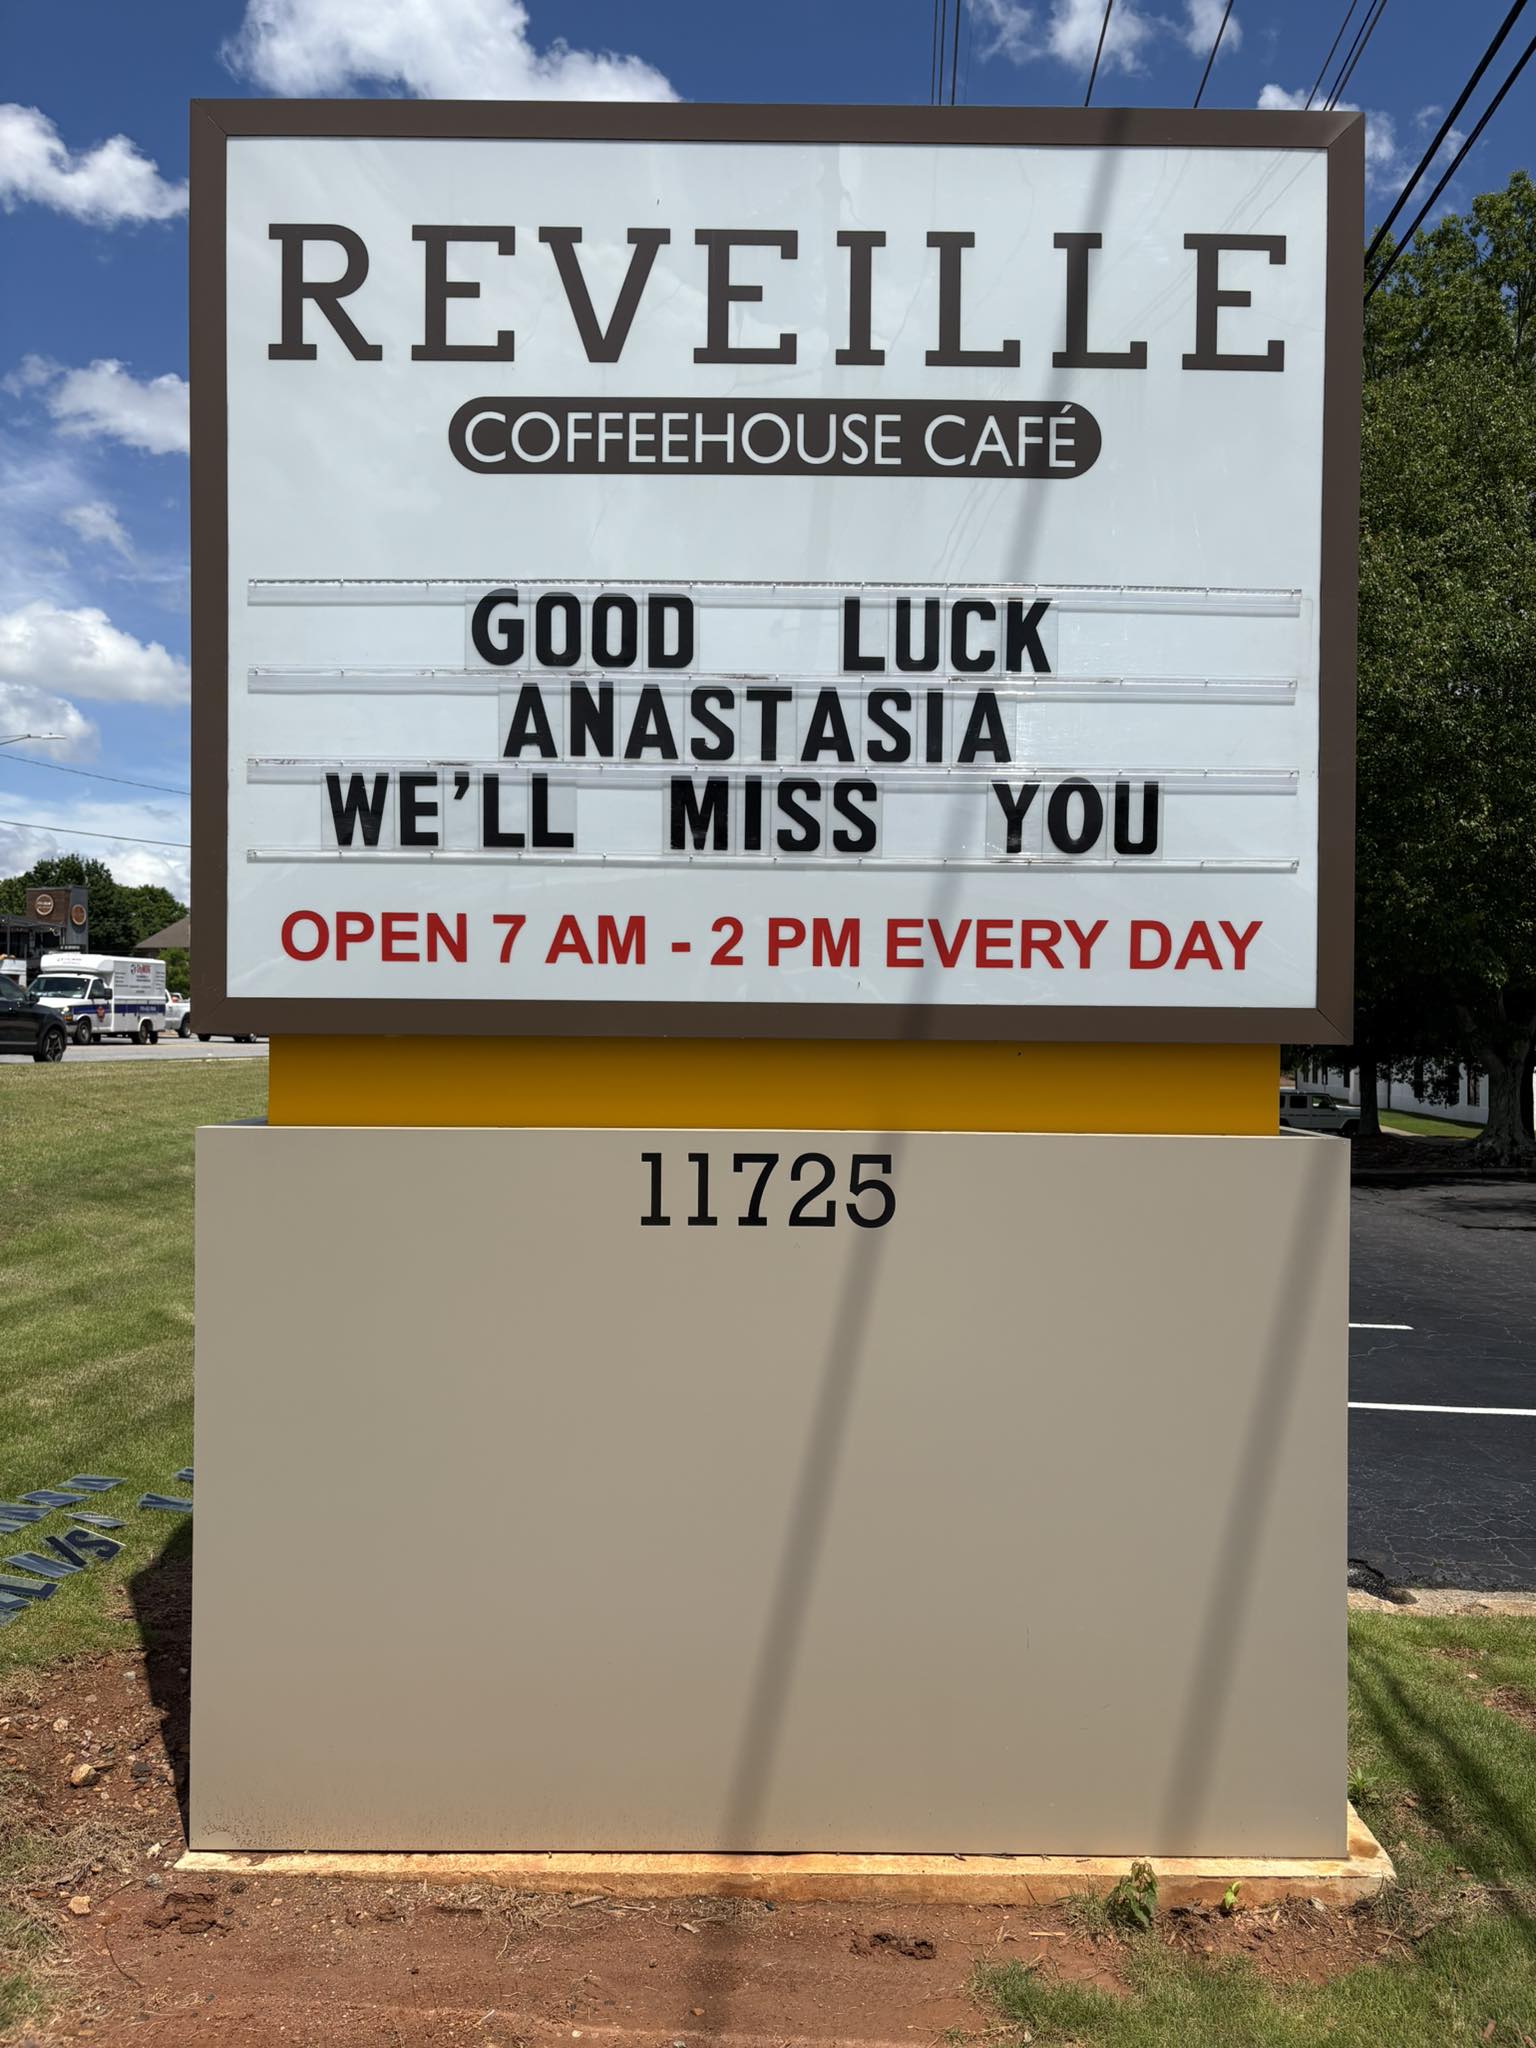 REVEILLE
COFFEEHOUSE CAFÉ
GOOD LUCK
ANASTASIA
WE'LL MISS YOU
OPEN 7 AM - 2 PM EVERY DAY
11725